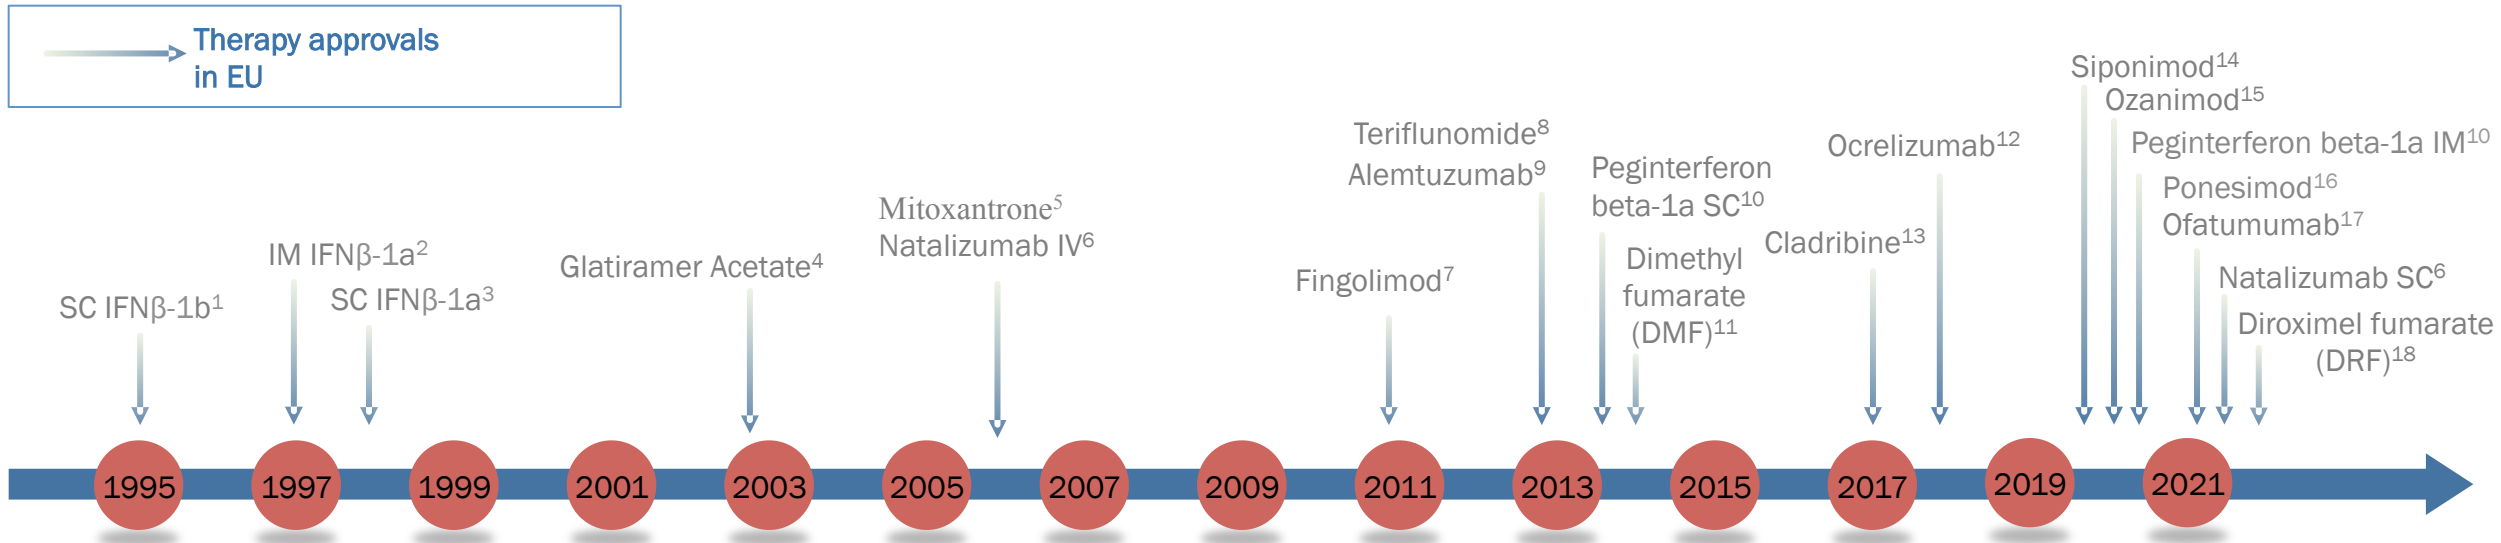 Therapy approvals
in EU
SC IFNβ-1b¹
IM IFNβ-1a²
SC IFNβ-1a³
Glatiramer Acetate⁴
Mitoxantrone⁵
Natalizumab IV⁶
Fingolimod⁷
Teriflunomide⁸
Alemtuzumab⁹
Peginterferon
beta-1a SC¹⁰
Dimethyl
fumarate
(DMF)¹¹
Cladribine¹³
Ocrelizumab¹²
Siponimod¹⁴
Ozanimod¹⁵
Peginterferon beta-1a IM¹⁰
Ponesimod¹⁶
Ofatumumab¹⁷
Natalizumab SC⁶
Diroximel fumarate
(DRF)¹⁸
1995 1997 1999 2001 2003 2005 2007 2009 2011 2013 2015 2017 2019 2021